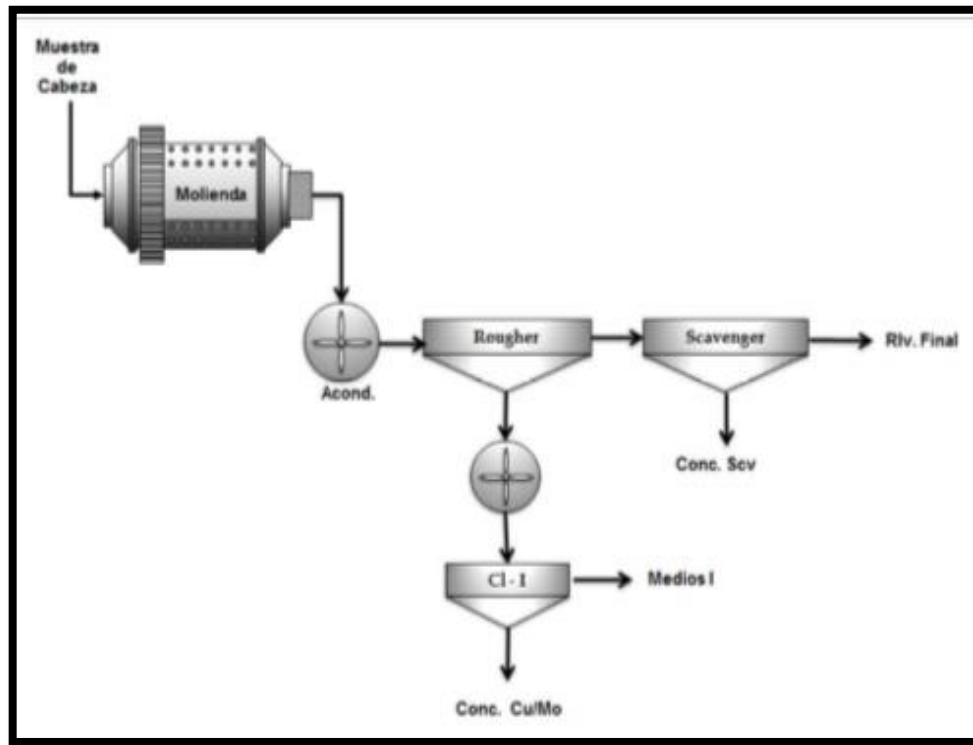 Muestra
de
Cabeza
Molienda
Acond.
Rougher
Scavenger
Rlv. Final
Conc. Scv
Cl - I
Medios I
Conc. Cu/Mo